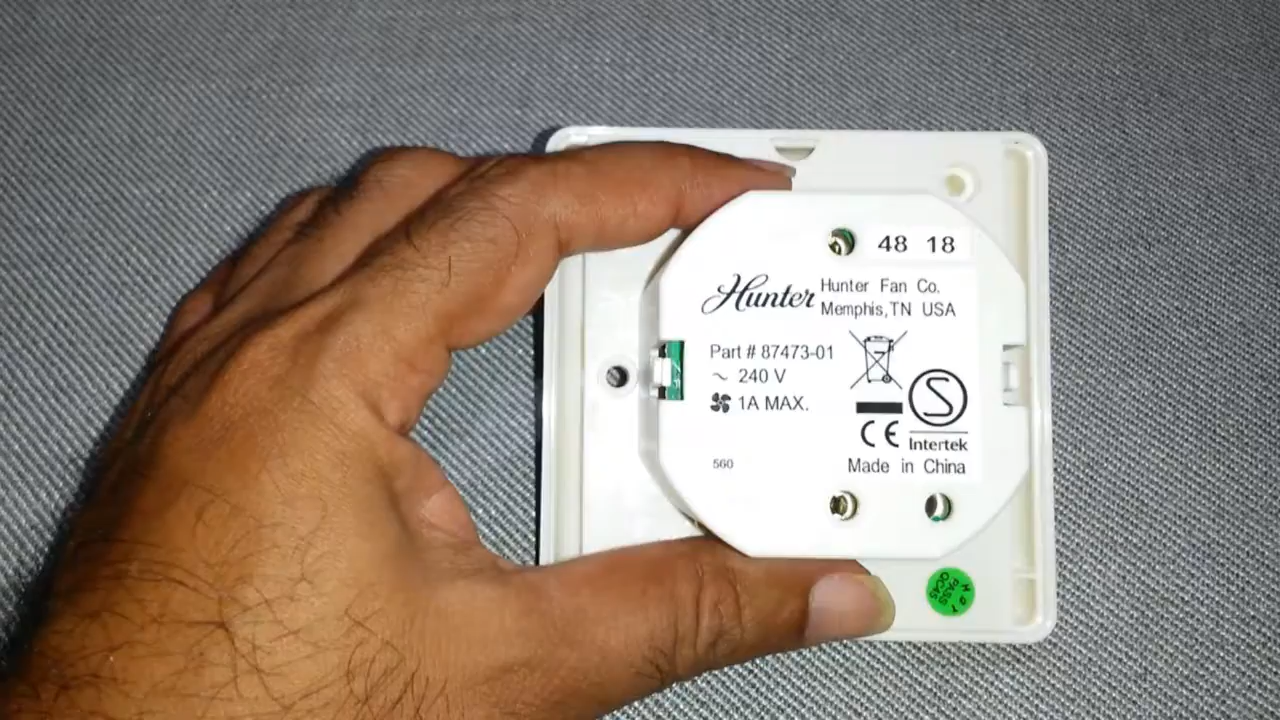 48 18
Hunter
Hunter Fan Co.
Memphis,TN USA
Part # 87473-01
~ 240 V
1A MAX.
CE
S
Intertek
560
Made in China
PASS